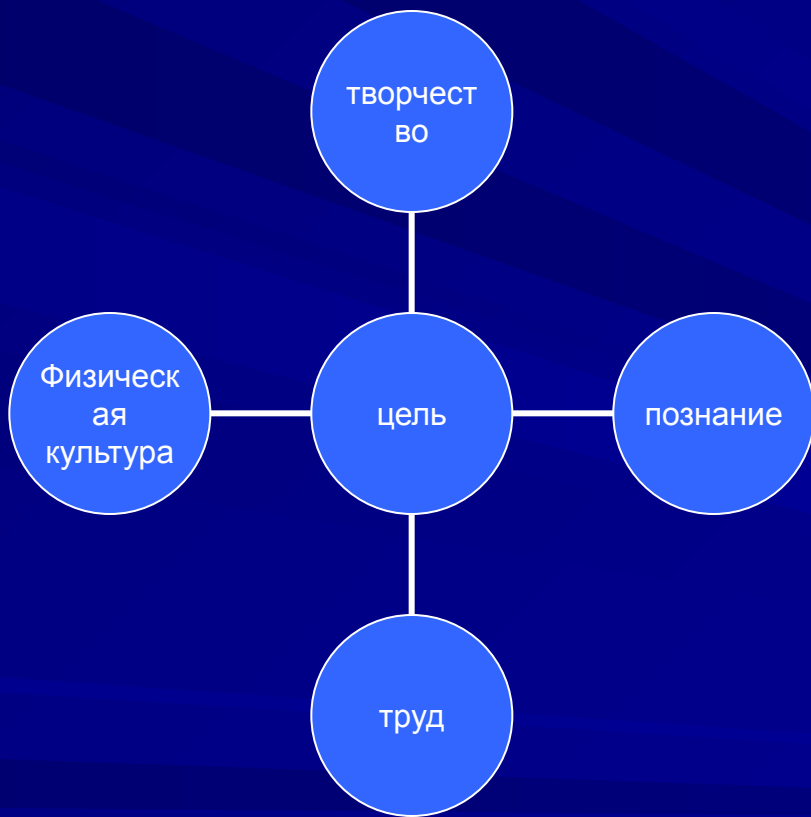 творчест
во
Физическ
ая
культура
цель
познание
труд